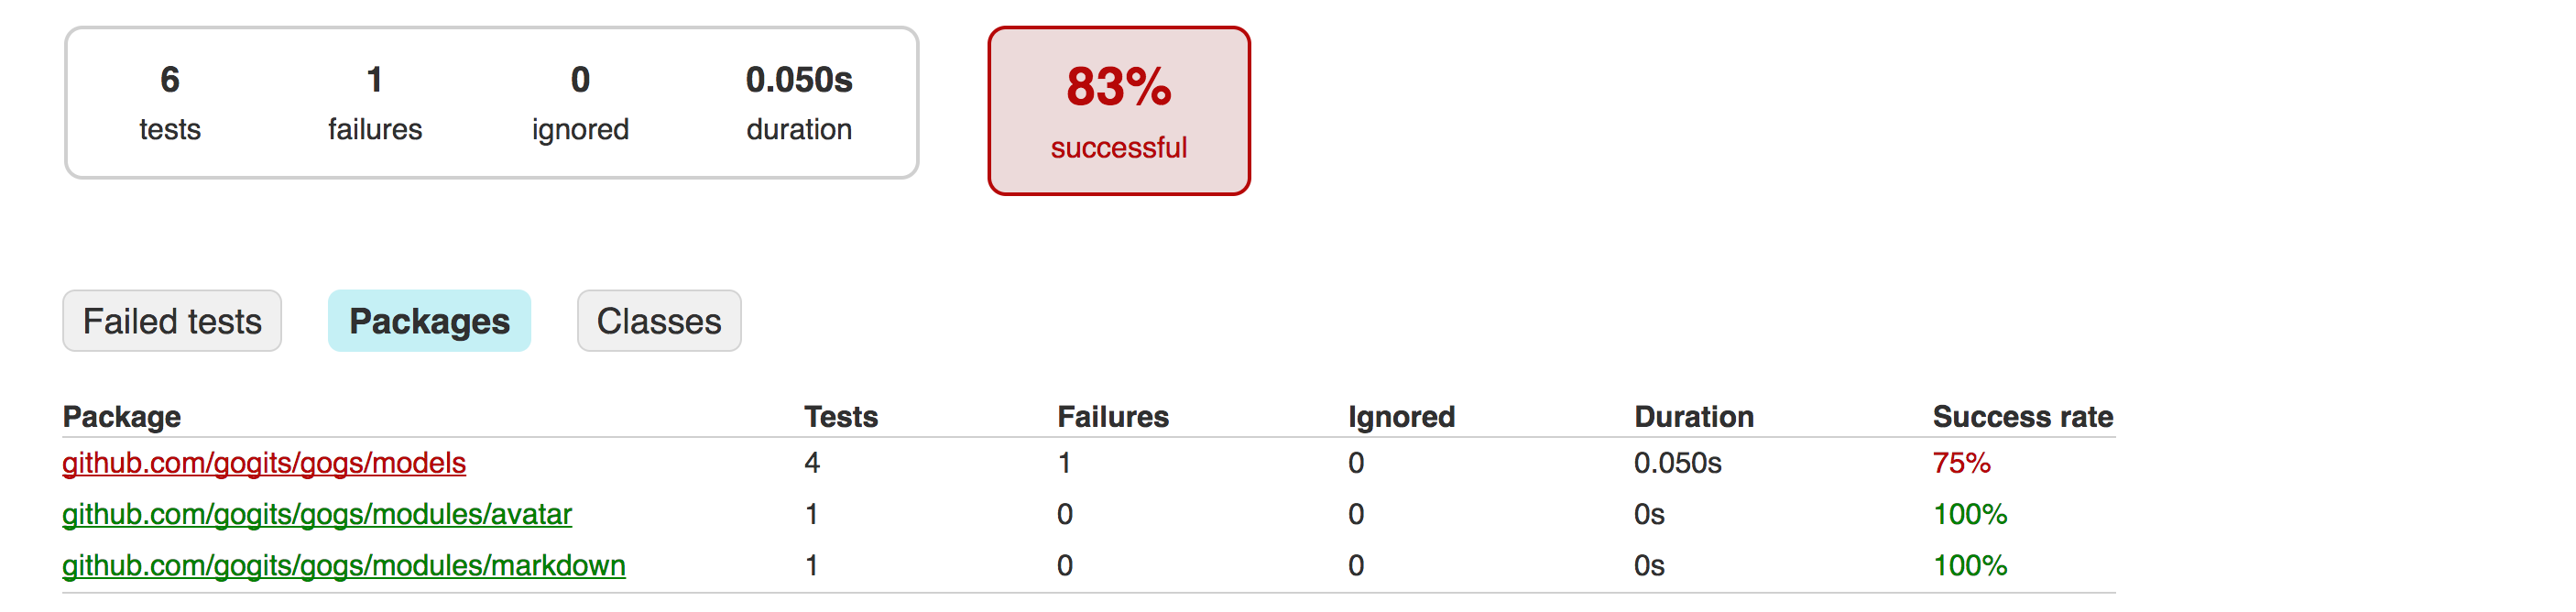 6 1 0 0.050s 83%
tests failures ignored duration successful
Failed tests Packages Classes
Package Tests Failures Ignored Duration Success rate
github.com/gogits/gogs/models 4 1 0 0.050s 75%
github.com/gogits/gogs/modules/avatar 1 0 0 0s 100%
github.com/gogits/gogs/modules/markdown 1 0 0 0s 100%